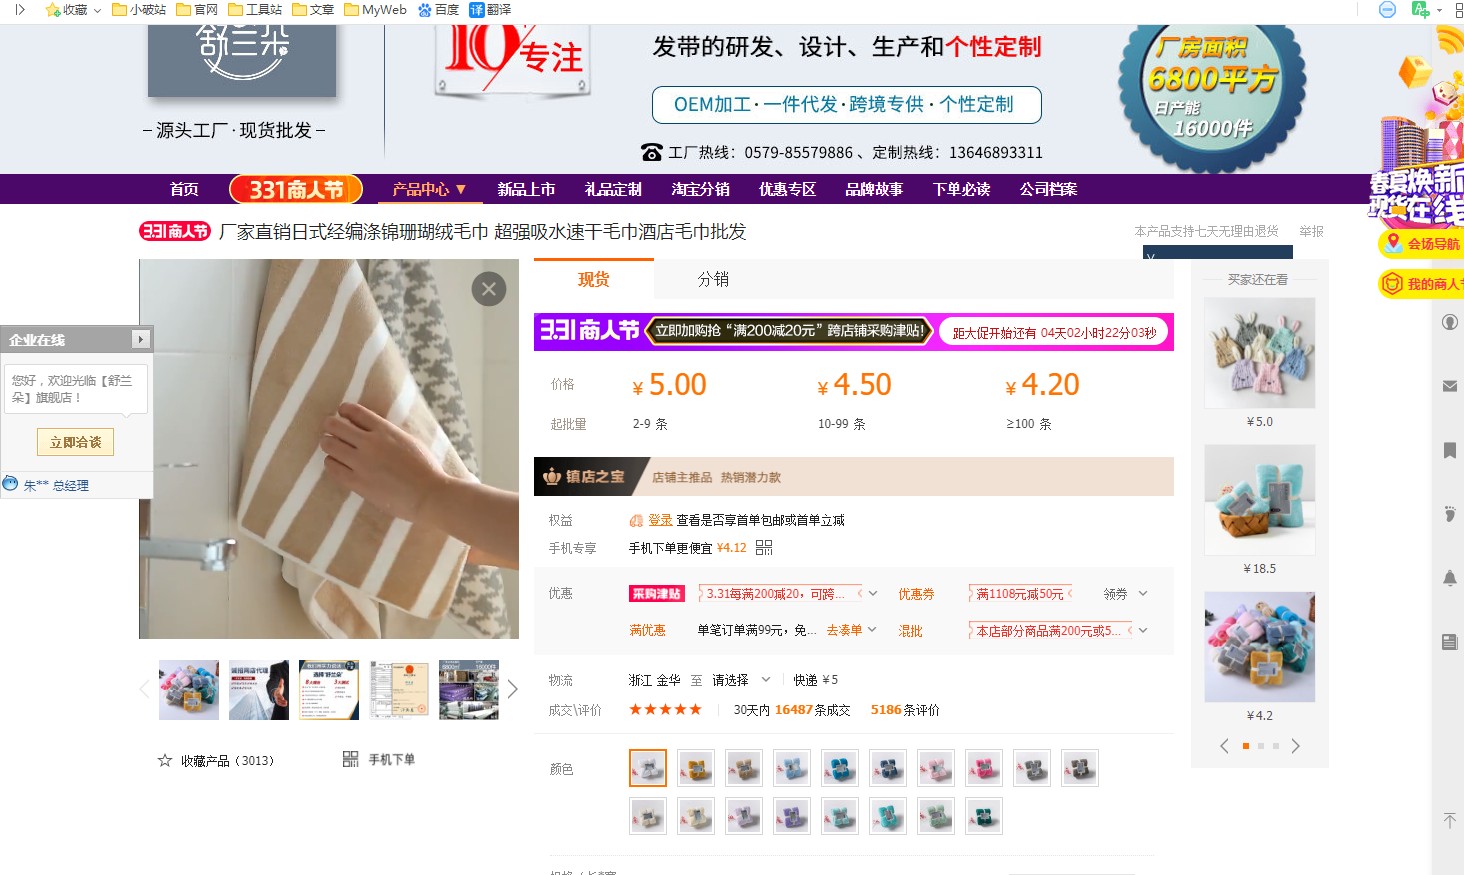 收藏 小破站 官网 工具站 文章 MyWeb 百度 译 翻译
舒兰朵
源头工厂·现货批发
10年专注
发带的研发、设计、生产和个性定制
OEM加工·一件代发·跨境专供·个性定制
工厂热线：0579-85579886 、定制热线：13646893311
厂房面积
6800平方
日产能
16000件
首页 331商人节 产品中心 新品上市 礼品定制 淘宝分销 优惠专区 品牌故事 下单必读 公司档案
春夏焕新
现货在线
会场导航
我的商人节
331商人节 厂家直销日式经编涤锦珊瑚绒毛巾 超强吸水速干毛巾酒店毛巾批发
本产品支持七天无理由退货 举报
现货 分销
331商人节 立即加购抢“满200减20元”跨店铺采购津贴! 距大促开始还有 04天02小时22分03秒
价格 ¥5.00 ¥4.50 ¥4.20
起批量 2-9 条 10-99 条 ≥100 条
镇店之宝 店铺主推品 热销潜力款
权益 登录 查看是否享首单包邮或首单立减
手机专享 手机下单更便宜 ¥4.12
优惠 采购津贴 3.31每满200减20，可跨... 优惠券 满1108元减50元 领券
满优惠 单笔订单满99元，免... 去凑单 混批 本店部分商品满200元或5...
物流 浙江 金华 至 请选择 快递 ¥5
成交\评价 30天内 16487条成交 5186条评价
颜色
企业在线
您好，欢迎光临【舒兰
朵】旗舰店！
立即洽谈
朱** 总经理
诚招网店代理
收藏产品（3013） 手机下单
买家还在看
¥5.0
¥18.5
¥4.2